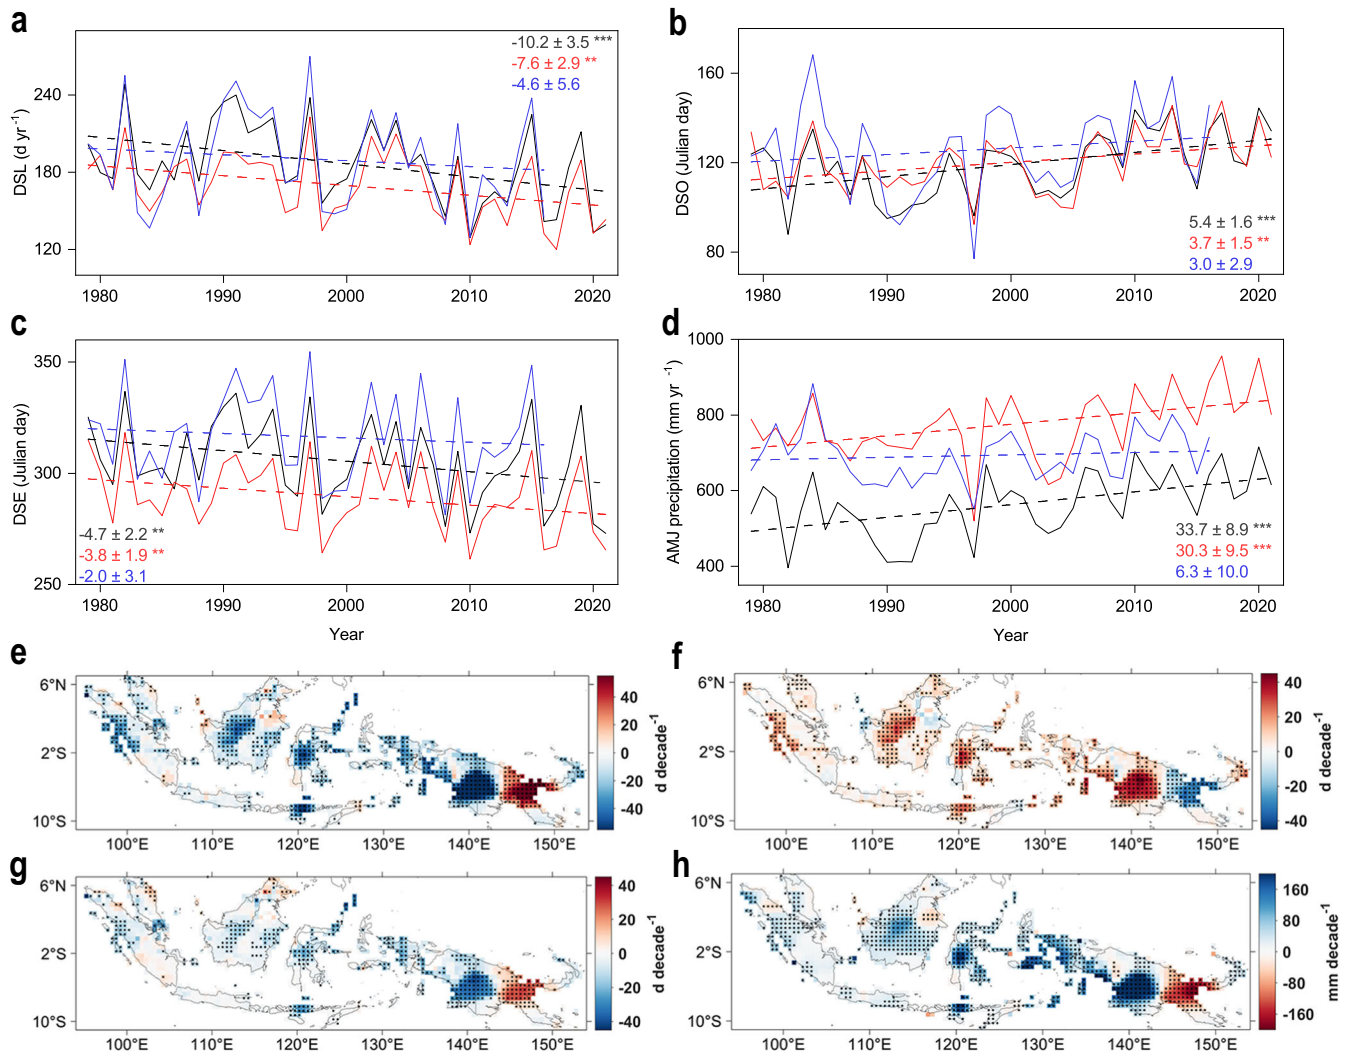 a
DSL (d yr⁻¹)
240
180
120
-10.2 ± 3.5 ***
-7.6 ± 2.9 **
-4.6 ± 5.6
1980 1990 2000 2010 2020
b
DSO (Julian day)
160
120
80
5.4 ± 1.6 ***
3.7 ± 1.5 **
3.0 ± 2.9
1980 1990 2000 2010 2020
c
DSE (Julian day)
350
300
250
-4.7 ± 2.2 **
-3.8 ± 1.9 **
-2.0 ± 3.1
1980 1990 2000 2010 2020
Year
d
AMJ precipitation (mm yr⁻¹)
1000
800
600
400
33.7 ± 8.9 ***
30.3 ± 9.5 ***
6.3 ± 10.0
1980 1990 2000 2010 2020
Year
e
6°N
2°S
10°S
100°E 110°E 120°E 130°E 140°E 150°E
40
20
0
-20
-40
d decade⁻¹
f
6°N
2°S
10°S
100°E 110°E 120°E 130°E 140°E 150°E
40
20
0
-20
-40
d decade⁻¹
g
6°N
2°S
10°S
100°E 110°E 120°E 130°E 140°E 150°E
40
20
0
-20
-40
d decade⁻¹
h
6°N
2°S
10°S
100°E 110°E 120°E 130°E 140°E 150°E
160
80
0
-80
-160
mm decade⁻¹